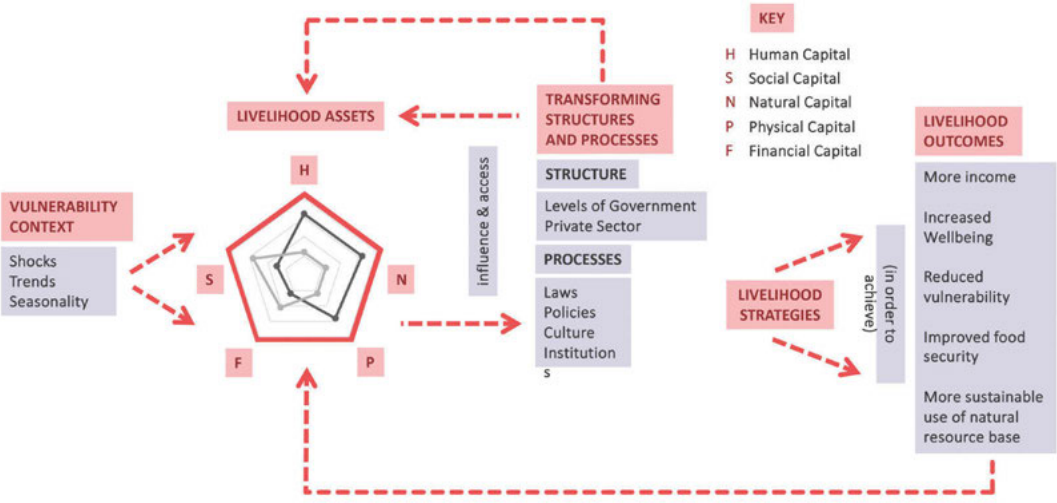 KEY
H Human Capital
S Social Capital
N Natural Capital
P Physical Capital
F Financial Capital
LIVELIHOOD ASSETS
TRANSFORMING
STRUCTURES
AND PROCESSES
LIVELIHOOD
OUTCOMES
H
S
N
F
P
VULNERABILITY
CONTEXT
Shocks
Trends
Seasonality
influence & access
STRUCTURE
Levels of Government
Private Sector
PROCESSES
Laws
Policies
Culture
Institution
s
LIVELIHOOD
STRATEGIES
(in order to
achieve)
More income
Increased
Wellbeing
Reduced
vulnerability
Improved food
security
More sustainable
use of natural
resource base